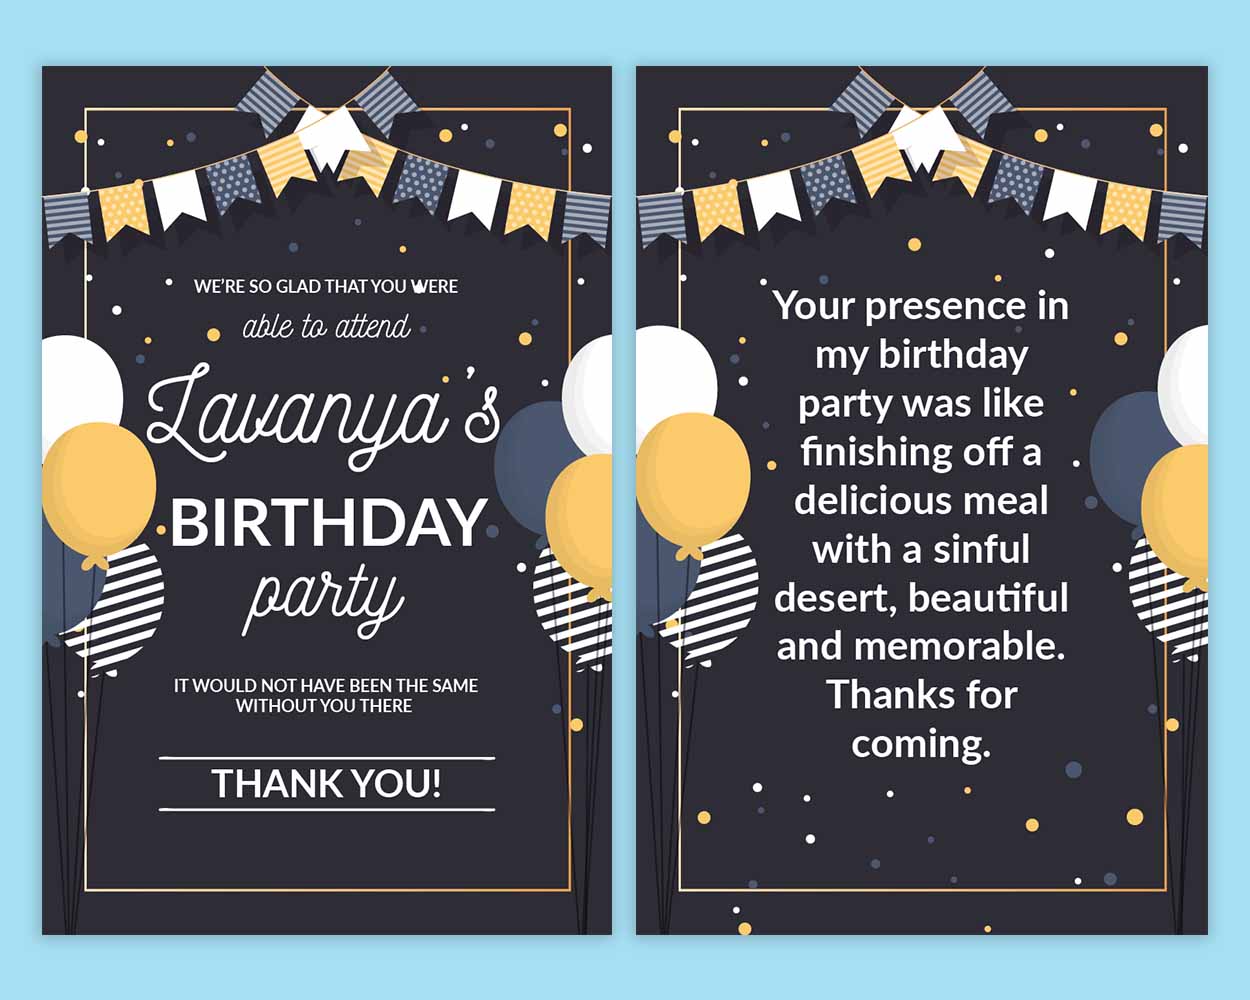 WE'RE SO GLAD THAT YOU WERE
able to attend
Lavanya's
BIRTHDAY
party
IT WOULD NOT HAVE BEEN THE SAME
WITHOUT YOU THERE
THANK YOU!
Your presence in
my birthday
party was like
finishing off a
delicious meal
with a sinful
desert, beautiful
and memorable.
Thanks for
coming.